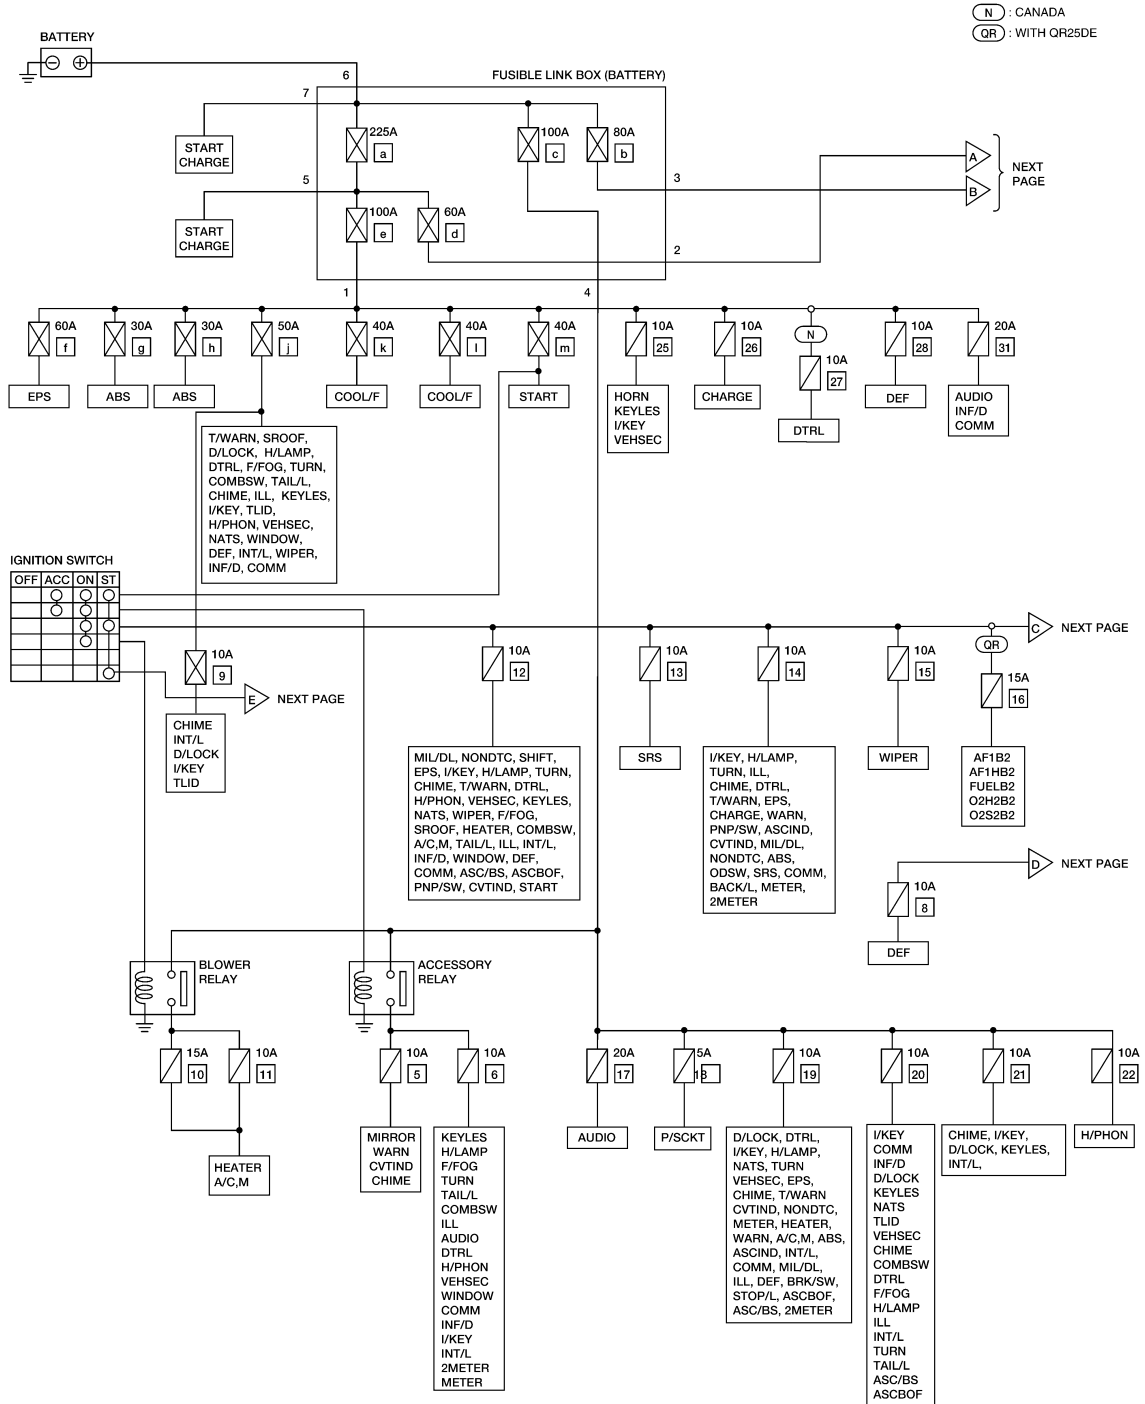 N : CANADA
QR : WITH QR25DE
BATTERY
− +
6
FUSIBLE LINK BOX (BATTERY)
7
225A
a
100A
c
80A
b
START
CHARGE
A
B
NEXT
PAGE
3
5
100A
e
60A
d
START
CHARGE
2
1
4
60A
f
30A
g
30A
h
50A
j
40A
k
40A
l
40A
m
10A
25
10A
26
N
10A
27
10A
28
20A
31
EPS
ABS
ABS
COOL/F
COOL/F
START
HORN
KEYLES
I/KEY
VEHSEC
CHARGE
DTRL
DEF
AUDIO
INF/D
COMM
T/WARN, SROOF,
D/LOCK, H/LAMP,
DTRL, F/FOG, TURN,
COMBSW, TAIL/L,
CHIME, ILL, KEYLES,
I/KEY, TLID,
H/PHON, VEHSEC,
NATS, WINDOW,
DEF, INT/L, WIPER,
INF/D, COMM
IGNITION SWITCH
OFF ACC ON ST
10A
9
E NEXT PAGE
CHIME
INT/L
D/LOCK
I/KEY
TLID
10A
12
10A
13
10A
14
10A
15
QR
15A
16
C NEXT PAGE
MIL/DL, NONDTC, SHIFT,
EPS, I/KEY, H/LAMP, TURN,
CHIME, T/WARN, DTRL,
H/PHON, VEHSEC, KEYLES,
NATS, WIPER, F/FOG,
SROOF, HEATER, COMBSW,
A/C,M, TAIL/L, ILL, INT/L,
INF/D, WINDOW, DEF,
COMM, ASC/BS, ASCBOF,
PNP/SW, CVTIND, START
SRS
I/KEY, H/LAMP,
TURN, ILL,
CHIME, DTRL,
T/WARN, EPS,
CHARGE, WARN,
PNP/SW, ASCIND,
CVTIND, MIL/DL,
NONDTC, ABS,
ODSW, SRS, COMM,
BACK/L, METER,
2METER
WIPER
AF1B2
AF1HB2
FUELB2
O2H2B2
O2S2B2
D NEXT PAGE
10A
8
DEF
BLOWER
RELAY
ACCESSORY
RELAY
15A
10
10A
11
HEATER
A/C,M
10A
5
10A
6
MIRROR
WARN
CVTIND
CHIME
KEYLES
H/LAMP
F/FOG
TURN
TAIL/L
COMBSW
ILL
AUDIO
DTRL
H/PHON
VEHSEC
WINDOW
COMM
INF/D
I/KEY
INT/L
2METER
METER
20A
17
5A
18
10A
19
10A
20
10A
21
10A
22
AUDIO
P/SCKT
D/LOCK, DTRL,
I/KEY, H/LAMP,
NATS, TURN
VEHSEC, EPS,
CHIME, T/WARN
CVTIND, NONDTC,
METER, HEATER,
WARN, A/C,M, ABS,
ASCIND, INT/L,
COMM, MIL/DL,
ILL, DEF, BRK/SW,
STOP/L, ASCBOF,
ASC/BS, 2METER
I/KEY
COMM
INF/D
D/LOCK
KEYLES
NATS
TLID
VEHSEC
CHIME
COMBSW
DTRL
F/FOG
H/LAMP
ILL
INT/L
TURN
TAIL/L
ASC/BS
ASCBOF
CHIME, I/KEY,
D/LOCK, KEYLES,
INT/L,
H/PHON